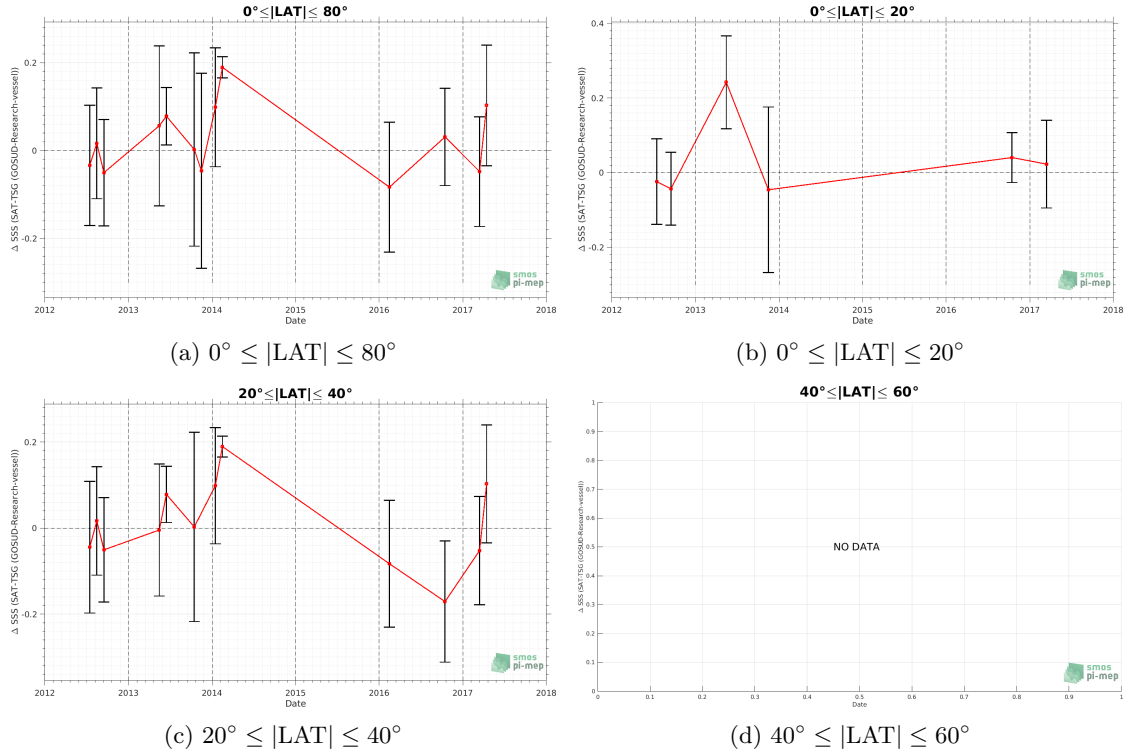 0°≤|LAT|≤ 80°
Δ SSS (SAT-TSG (GOSUD-Research-vessel))
0.2
0
-0.2
2012 2013 2014 2015 2016 2017 2018
Date
smos
pi-mep
(a) 0° ≤ |LAT| ≤ 80°
0°≤|LAT|≤ 20°
Δ SSS (SAT-TSG (GOSUD-Research-vessel))
0.4
0.2
0
-0.2
2012 2013 2014 2015 2016 2017 2018
Date
smos
pi-mep
(b) 0° ≤ |LAT| ≤ 20°
20°≤|LAT|≤ 40°
Δ SSS (SAT-TSG (GOSUD-Research-vessel))
0.2
0
-0.2
2012 2013 2014 2015 2016 2017 2018
Date
smos
pi-mep
(c) 20° ≤ |LAT| ≤ 40°
40°≤|LAT|≤ 60°
Δ SSS (SAT-TSG (GOSUD-Research-vessel))
1
0.9
0.8
0.7
0.6
0.5
0.4
0.3
0.2
0.1
0
NO DATA
0 0.1 0.2 0.3 0.4 0.5 0.6 0.7 0.8 0.9 1
Date
smos
pi-mep
(d) 40° ≤ |LAT| ≤ 60°